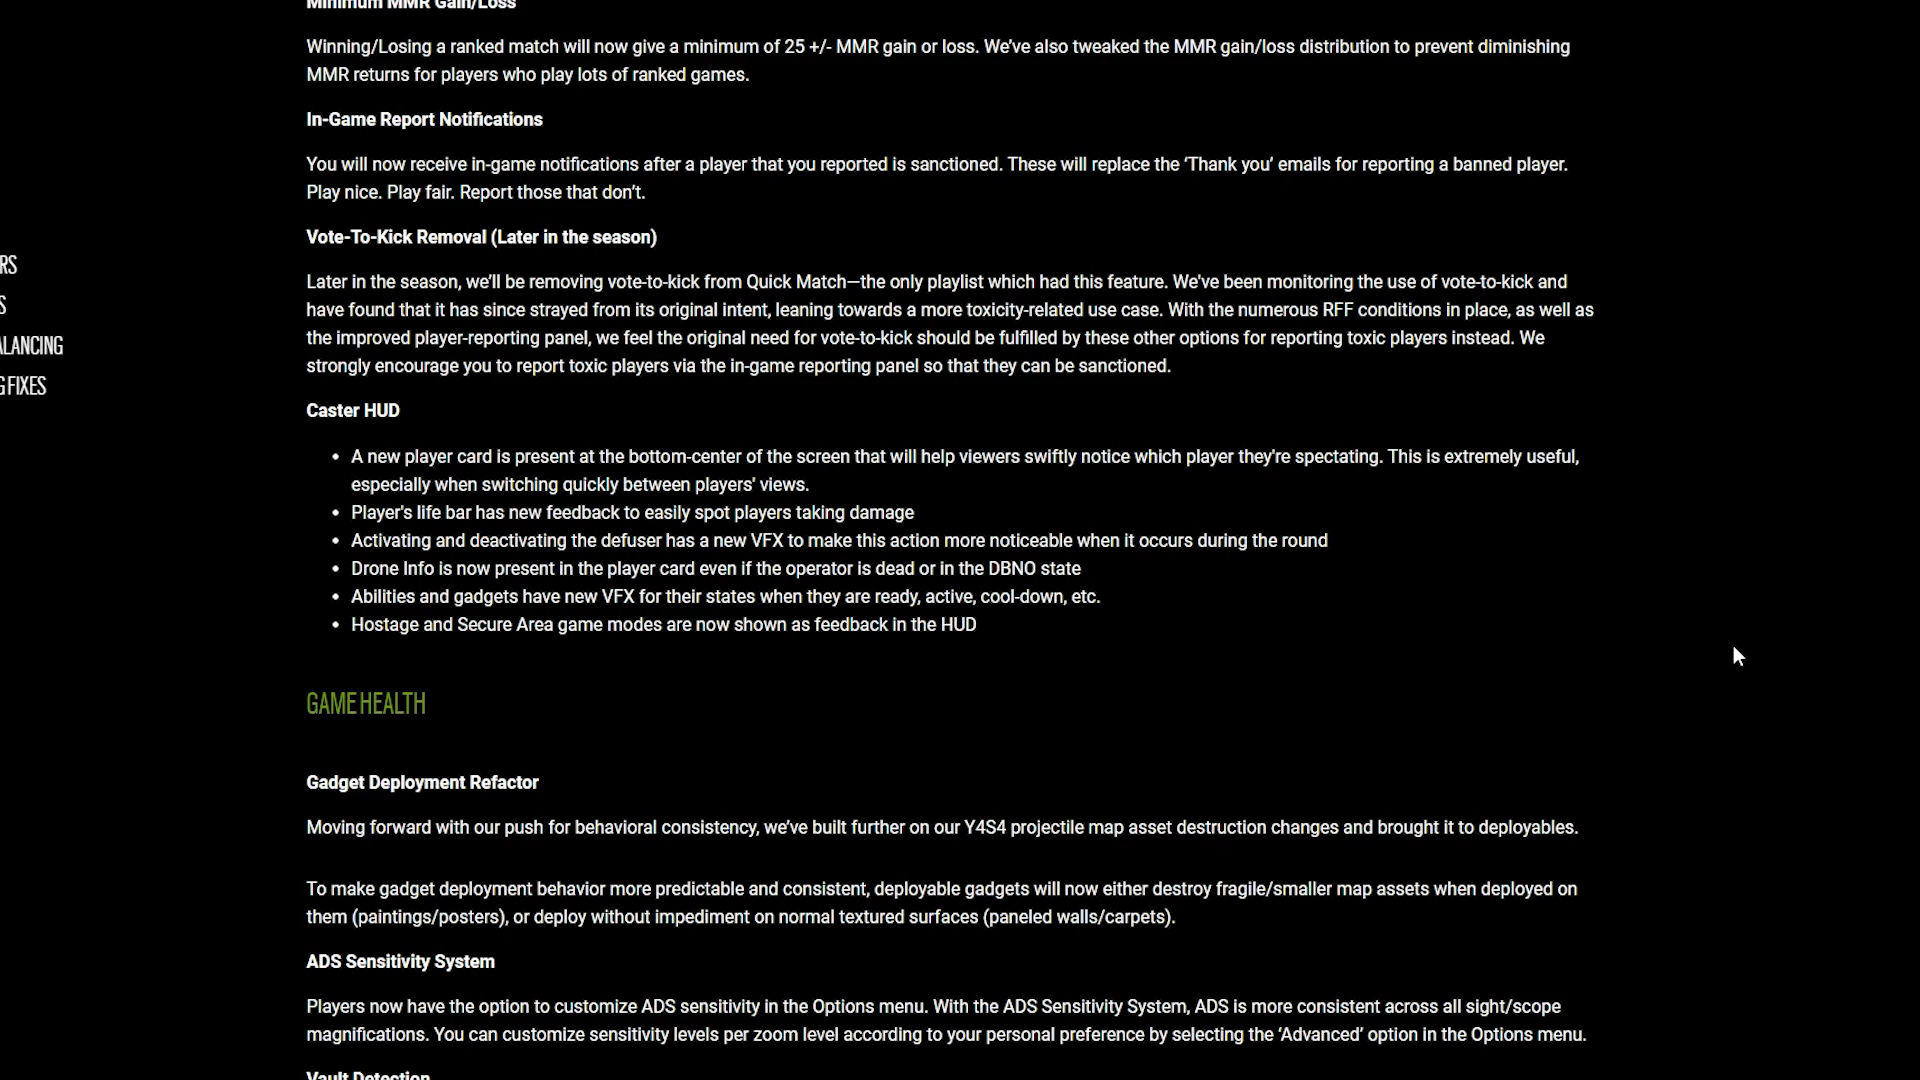 Minimum MMR Gain/Loss
Winning/Losing a ranked match will now give a minimum of 25 +/- MMR gain or loss. We’ve also tweaked the MMR gain/loss distribution to prevent diminishing
MMR returns for players who play lots of ranked games.
In-Game Report Notifications
You will now receive in-game notifications after a player that you reported is sanctioned. These will replace the ‘Thank you’ emails for reporting a banned player.
Play nice. Play fair. Report those that don’t.
Vote-To-Kick Removal (Later in the season)
Later in the season, we’ll be removing vote-to-kick from Quick Match—the only playlist which had this feature. We've been monitoring the use of vote-to-kick and
have found that it has since strayed from its original intent, leaning towards a more toxicity-related use case. With the numerous RFF conditions in place, as well as
the improved player-reporting panel, we feel the original need for vote-to-kick should be fulfilled by these other options for reporting toxic players instead. We
strongly encourage you to report toxic players via the in-game reporting panel so that they can be sanctioned.
RS
S
ALANCING
G FIXES
Caster HUD
• A new player card is present at the bottom-center of the screen that will help viewers swiftly notice which player they're spectating. This is extremely useful,
especially when switching quickly between players' views.
• Player's life bar has new feedback to easily spot players taking damage
• Activating and deactivating the defuser has a new VFX to make this action more noticeable when it occurs during the round
• Drone Info is now present in the player card even if the operator is dead or in the DBNO state
• Abilities and gadgets have new VFX for their states when they are ready, active, cool-down, etc.
• Hostage and Secure Area game modes are now shown as feedback in the HUD
GAME HEALTH
Gadget Deployment Refactor
Moving forward with our push for behavioral consistency, we’ve built further on our Y4S4 projectile map asset destruction changes and brought it to deployables.
To make gadget deployment behavior more predictable and consistent, deployable gadgets will now either destroy fragile/smaller map assets when deployed on
them (paintings/posters), or deploy without impediment on normal textured surfaces (paneled walls/carpets).
ADS Sensitivity System
Players now have the option to customize ADS sensitivity in the Options menu. With the ADS Sensitivity System, ADS is more consistent across all sight/scope
magnifications. You can customize sensitivity levels per zoom level according to your personal preference by selecting the ‘Advanced’ option in the Options menu.
Vault Detection